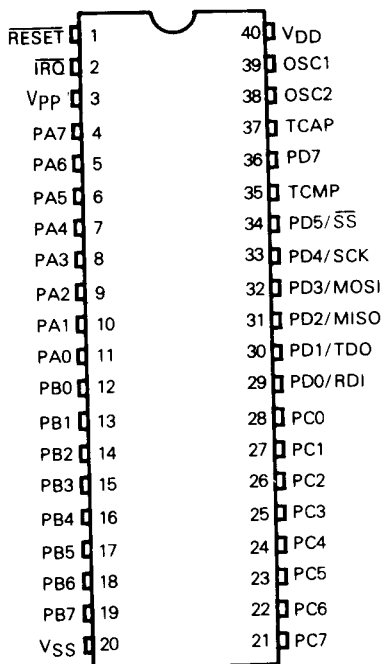 RESET 1 40 VDD
IRQ 2 39 OSC1
VPP 3 38 OSC2
PA7 4 37 TCAP
PA6 5 36 PD7
PA5 6 35 TCMP
PA4 7 34 PD5/SS
PA3 8 33 PD4/SCK
PA2 9 32 PD3/MOSI
PA1 10 31 PD2/MISO
PA0 11 30 PD1/TDO
PB0 12 29 PD0/RDI
PB1 13 28 PC0
PB2 14 27 PC1
PB3 15 26 PC2
PB4 16 25 PC3
PB5 17 24 PC4
PB6 18 23 PC5
PB7 19 22 PC6
VSS 20 21 PC7